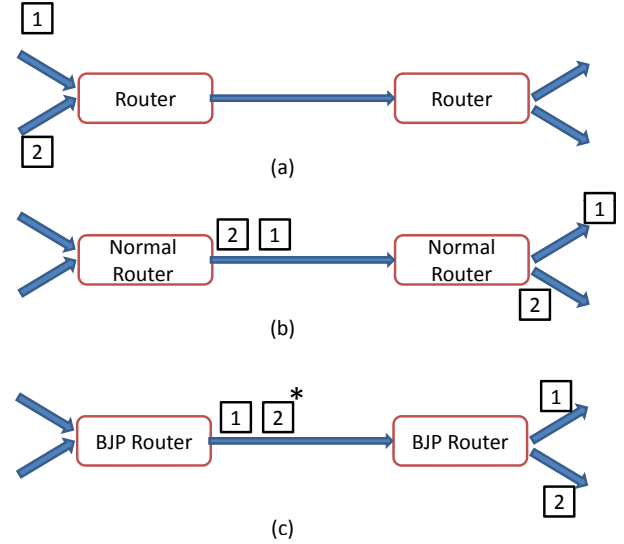 1
Router
Router
2
(a)
2 1
1
Normal Router
Normal Router
2
(b)
1 2*
1
BJP Router
BJP Router
2
(c)